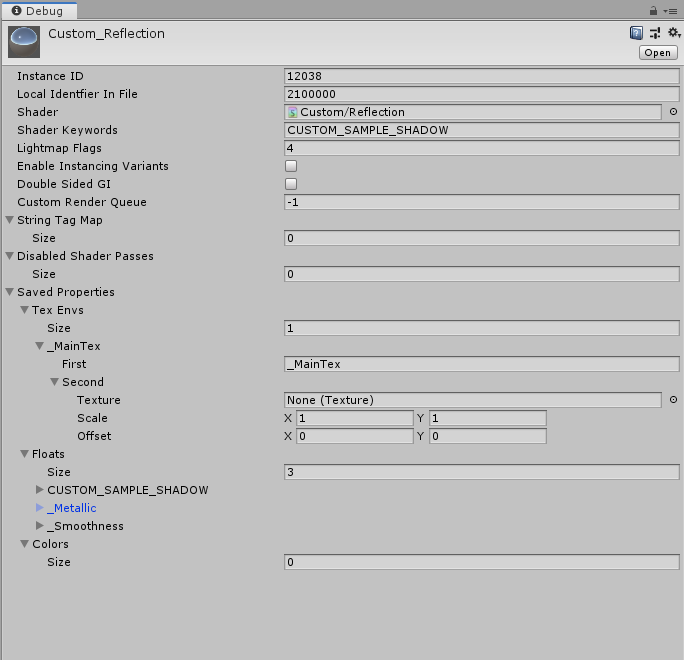 Debug
Custom_Reflection
Open
Instance ID 12038
Local Identfier In File 2100000
Shader Custom/Reflection
Shader Keywords CUSTOM_SAMPLE_SHADOW
Lightmap Flags 4
Enable Instancing Variants
Double Sided GI
Custom Render Queue -1
String Tag Map
Size 0
Disabled Shader Passes
Size 0
Saved Properties
Tex Envs
Size 1
_MainTex
First _MainTex
Second
Texture None (Texture)
Scale X 1 Y 1
Offset X 0 Y 0
Floats
Size 3
CUSTOM_SAMPLE_SHADOW
_Metallic
_Smoothness
Colors
Size 0